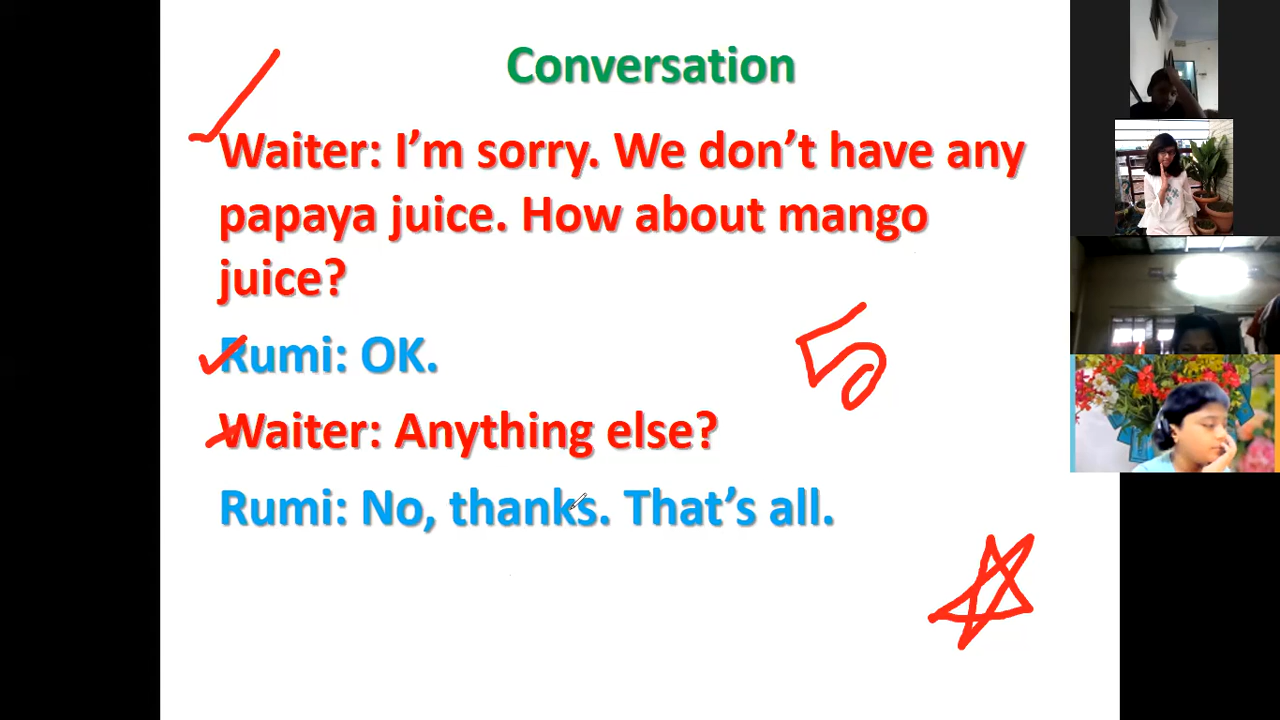 Conversation
Waiter: I’m sorry. We don’t have any
papaya juice. How about mango
juice?
Rumi: OK.
Waiter: Anything else?
Rumi: No, thanks. That’s all.